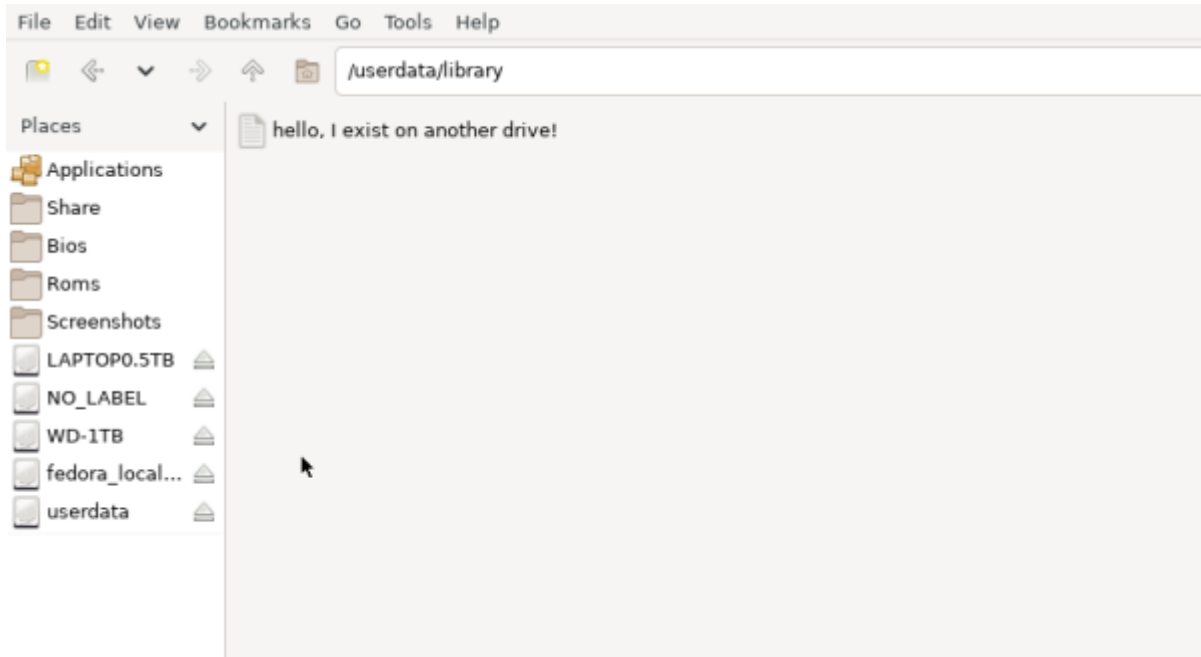 File Edit View Bookmarks Go Tools Help
/userdata/library
Places
hello, I exist on another drive!
Applications
Share
Bios
Roms
Screenshots
LAPTOP0.5TB
NO_LABEL
WD-1TB
fedora_local...
userdata